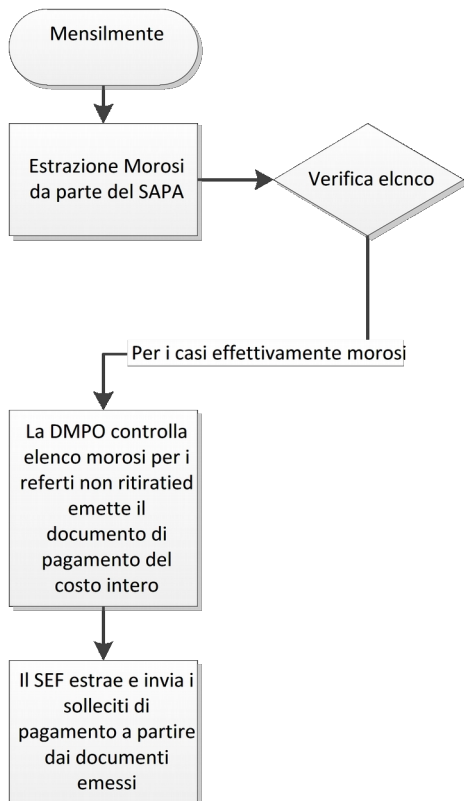 Mensilmente
Estrazione Morosi
da parte del SAPA
Verifica elcnco
Per i casi effettivamente morosi
La DMPO controlla
elenco morosi per i
referti non ritiratied
emette il
documento di
pagamento del
costo intero
Il SEF estrae e invia i
solleciti di
pagamento a partire
dai documenti
emessi